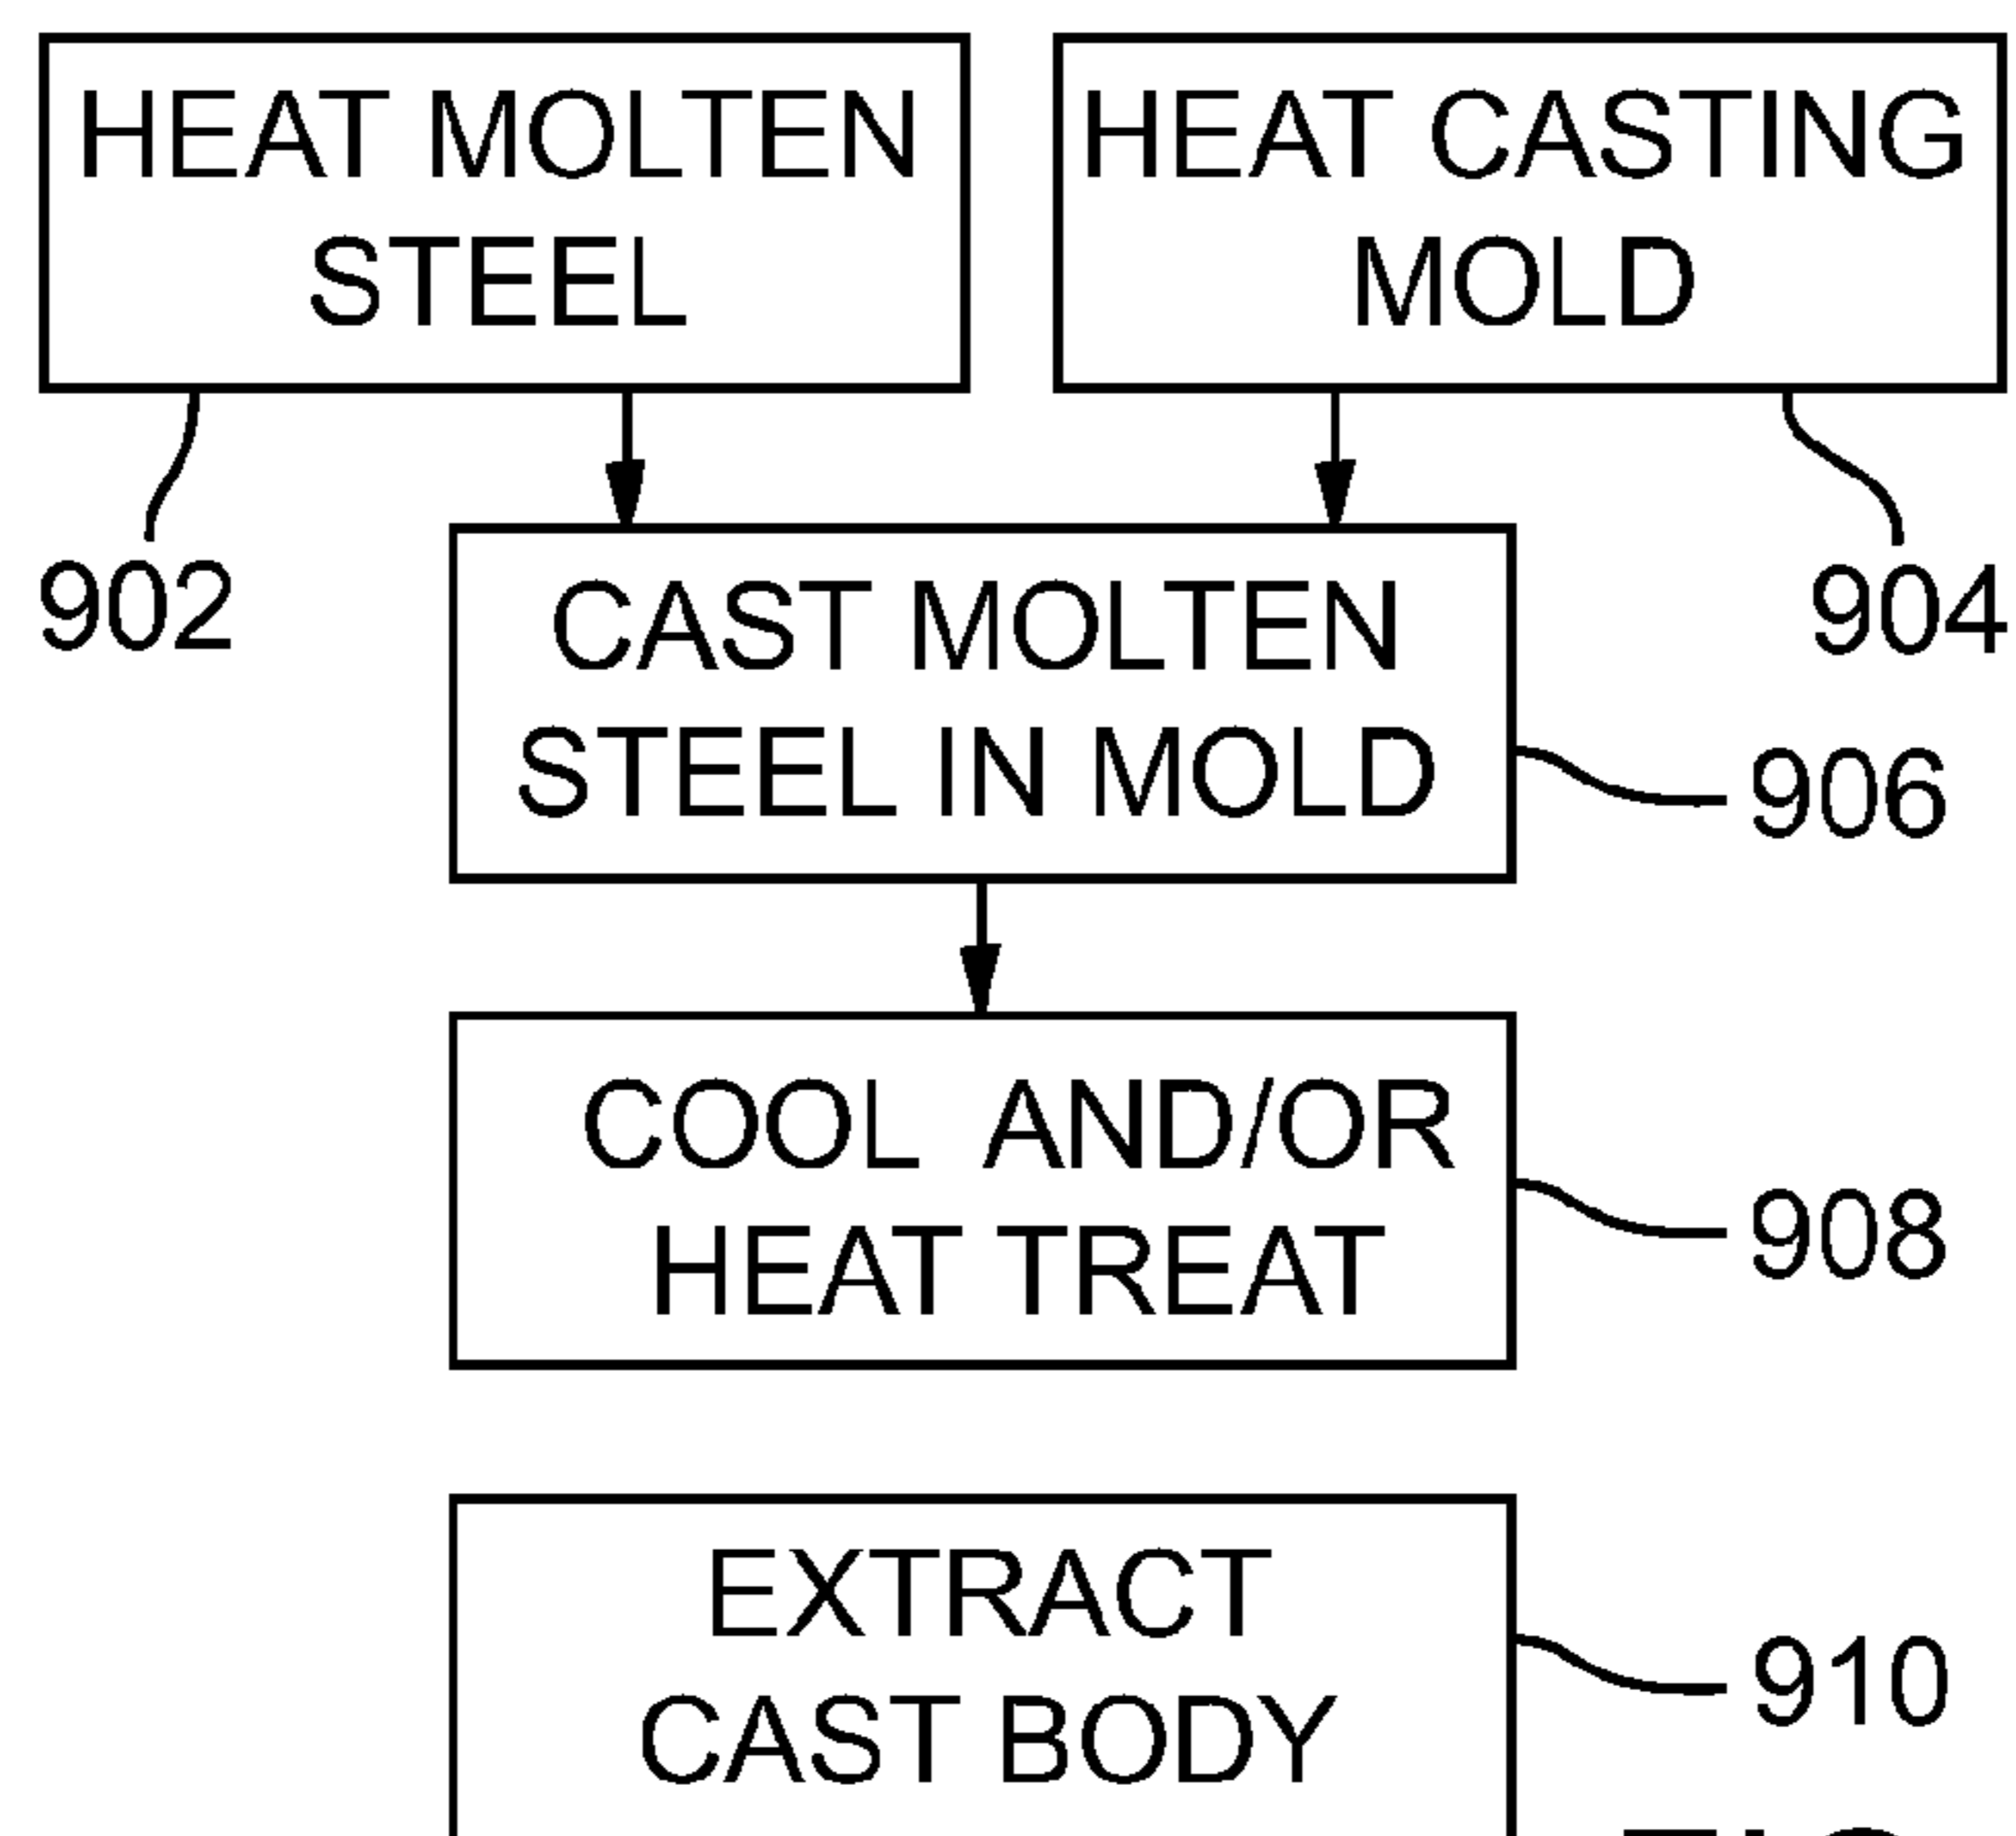 HEAT MOLTEN
STEEL
HEAT CASTING
MOLD
902
904
CAST MOLTEN
STEEL IN MOLD
906
COOL AND/OR
HEAT TREAT
908
EXTRACT
CAST BODY
910